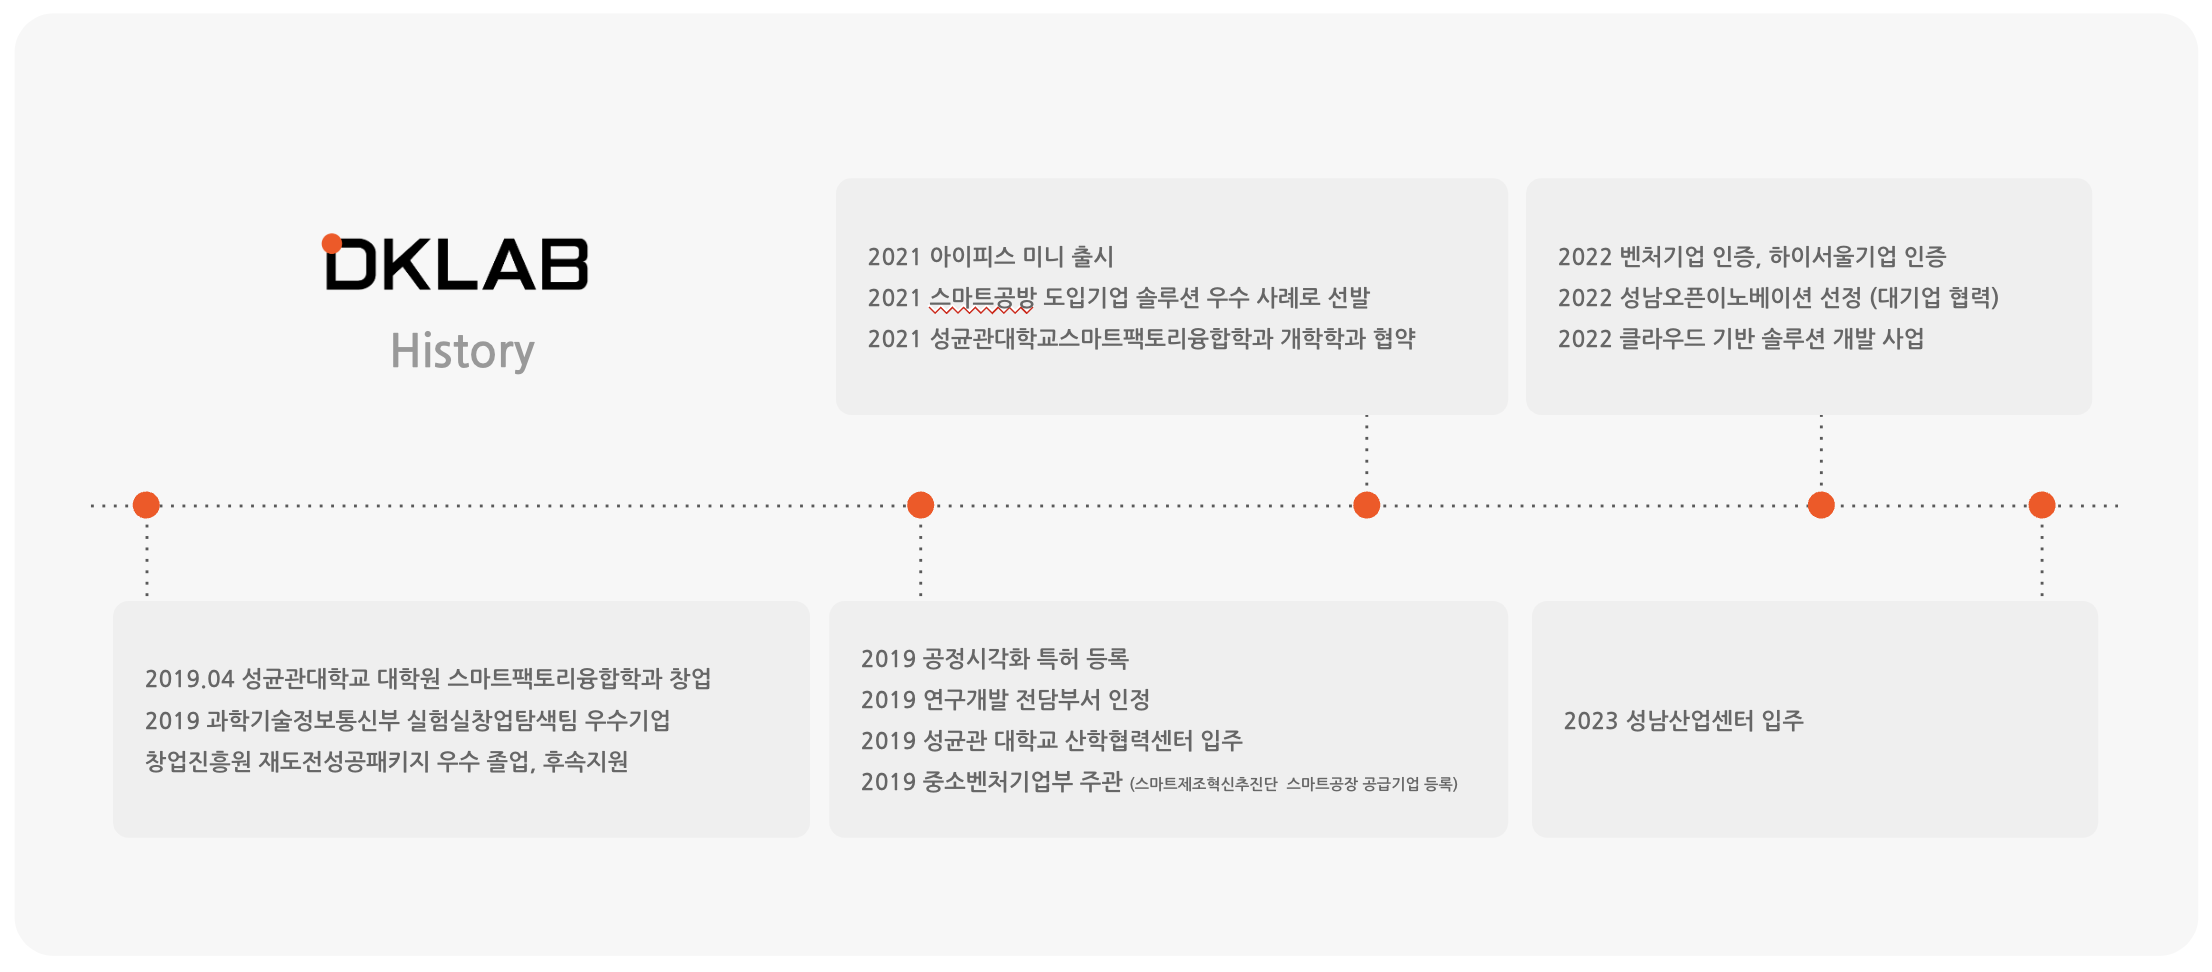 DKLAB
History
2021 아이피스 미니 출시
2021 스마트공방 도입기업 솔루션 우수 사례로 선발
2021 성균관대학교스마트팩토리융합학과 개학학과 협약
2022 벤처기업 인증, 하이서울기업 인증
2022 성남오픈이노베이션 선정 (대기업 협력)
2022 클라우드 기반 솔루션 개발 사업
2019.04 성균관대학교 대학원 스마트팩토리융합학과 창업
2019 과학기술정보통신부 실험실창업탐색팀 우수기업
창업진흥원 재도전성공패키지 우수 졸업, 후속지원
2019 공정시각화 특허 등록
2019 연구개발 전담부서 인정
2019 성균관 대학교 산학협력센터 입주
2019 중소벤처기업부 주관 (스마트제조혁신추진단 스마트공장 공급기업 등록)
2023 성남산업센터 입주